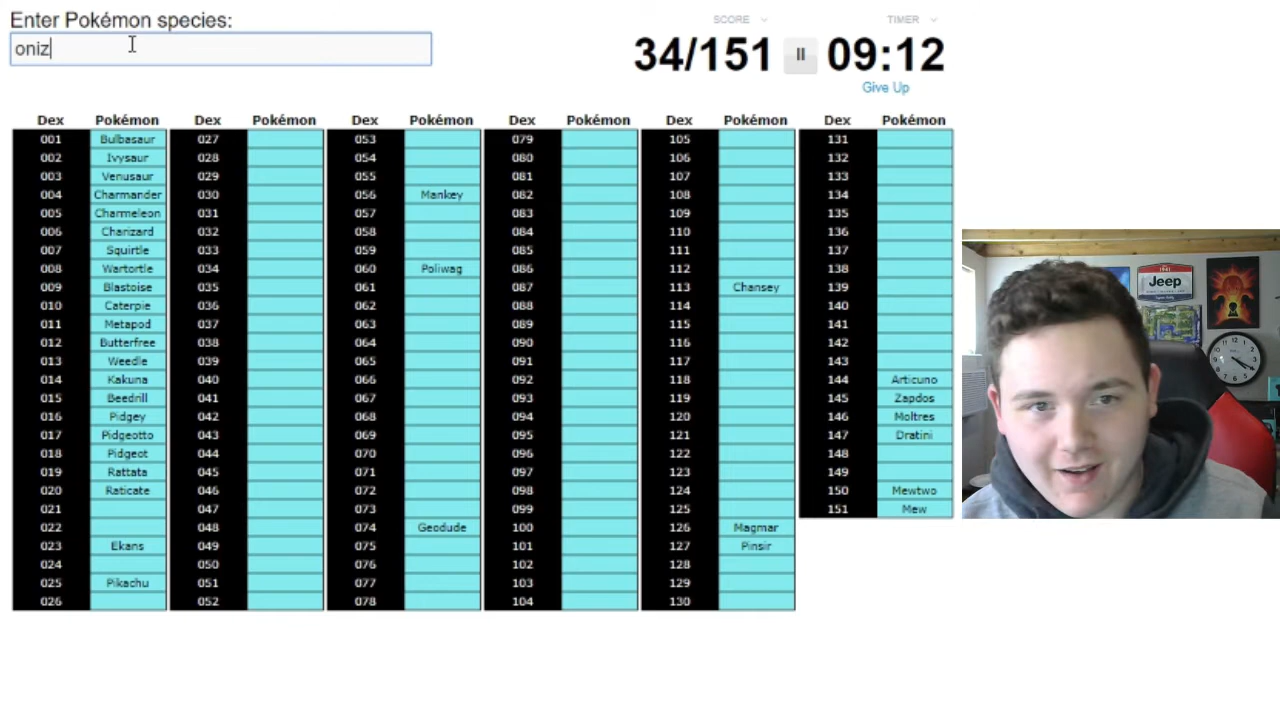 Enter Pokémon species:
oniz
SCORE
34/151
TIMER
09:12
Give Up
Dex Pokémon Dex Pokémon Dex Pokémon Dex Pokémon Dex Pokémon Dex Pokémon
001 Bulbasaur 027 053 079 105 131
002 Ivysaur 028 054 080 106 132
003 Venusaur 029 055 081 107 133
004 Charmander 030 056 Mankey 082 108 134
005 Charmeleon 031 057 083 109 135
006 Charizard 032 058 084 110 136
007 Squirtle 033 059 085 111 137
008 Wartortle 034 060 Poliwag 086 112 138
009 Blastoise 035 061 087 113 Chansey 139
010 Caterpie 036 062 088 114 140
011 Metapod 037 063 089 115 141
012 Butterfree 038 064 090 116 142
013 Weedle 039 065 091 117 143
014 Kakuna 040 066 092 118 144 Articuno
015 Beedrill 041 067 093 119 145 Zapdos
016 Pidgey 042 068 094 120 146 Moltres
017 Pidgeotto 043 069 095 121 147 Dratini
018 Pidgeot 044 070 096 122 148
019 Rattata 045 071 097 123 149
020 Raticate 046 072 098 124 150 Mewtwo
021 047 073 099 125 151 Mew
022 048 074 Geodude 100 126 Magmar
023 Ekans 049 075 101 127 Pinsir
024 050 076 102 128
025 Pikachu 051 077 103 129
026 052 078 104 130
1941
Jeep